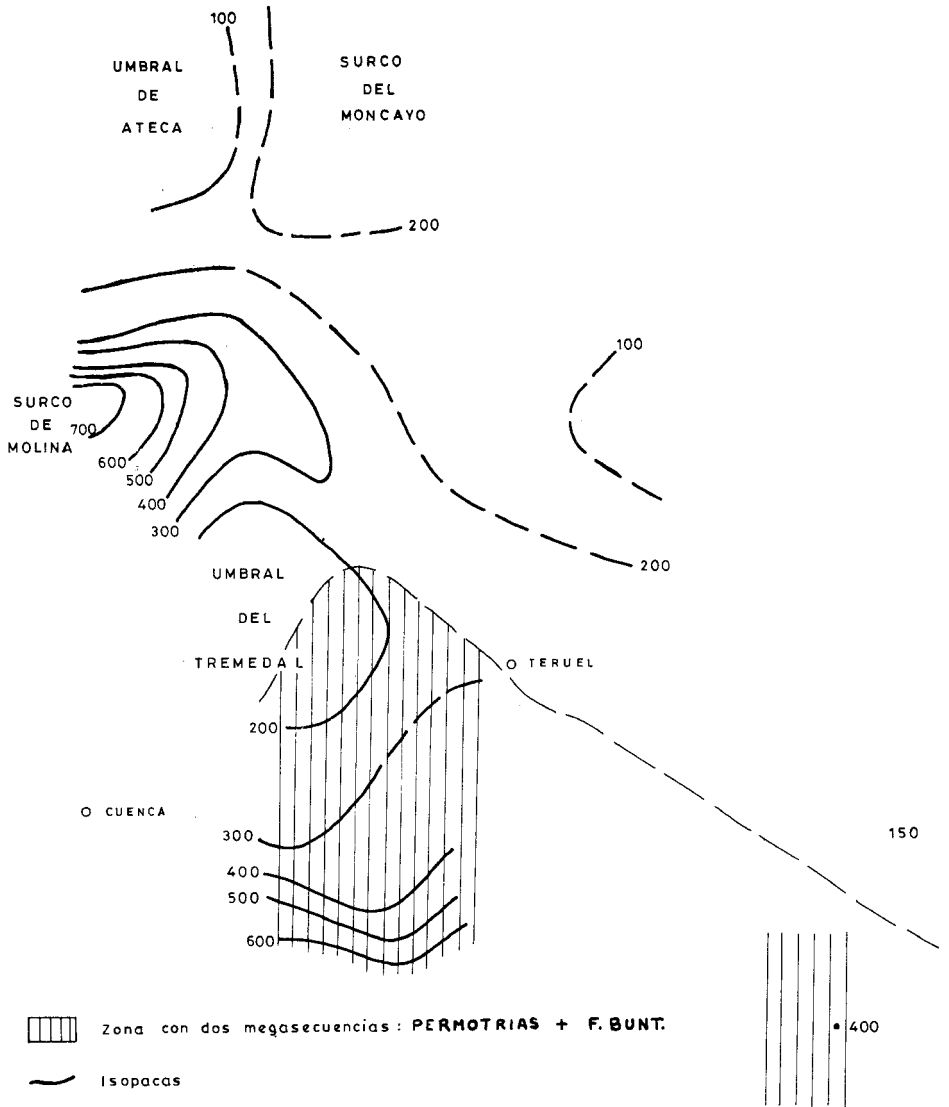 100
UMBRAL
DE
ATECA
SURCO
DEL
MONCAYO
200
100
SURCO
DE
MOLINA
700
600
500
400
300
200
UMBRAL
DEL
TREMEDAL
TERUEL
200
CUENCA
300
150
400
500
600
400
Zona con dos megasecuencias: PERMOTRIAS + F. BUNT.
Isopacas